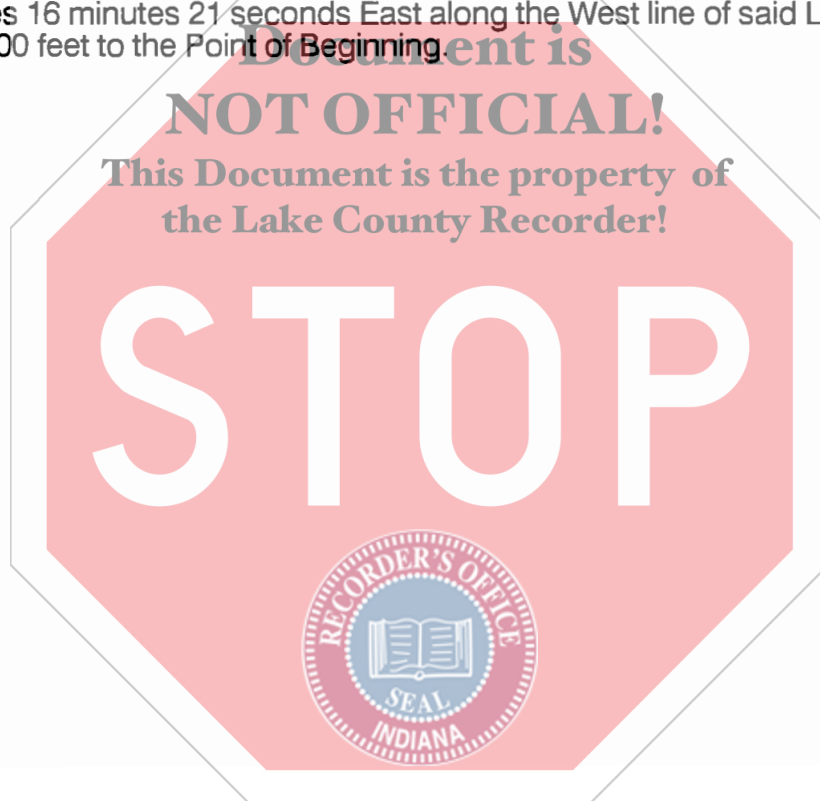 es 16 minutes 21 seconds East along the West line of said L
00 feet to the Point of Beginning.
Document is
NOT OFFICIAL!
This Document is the property of
the Lake County Recorder!
STOP
RECORDER'S OFFICE
SEAL
INDIANA